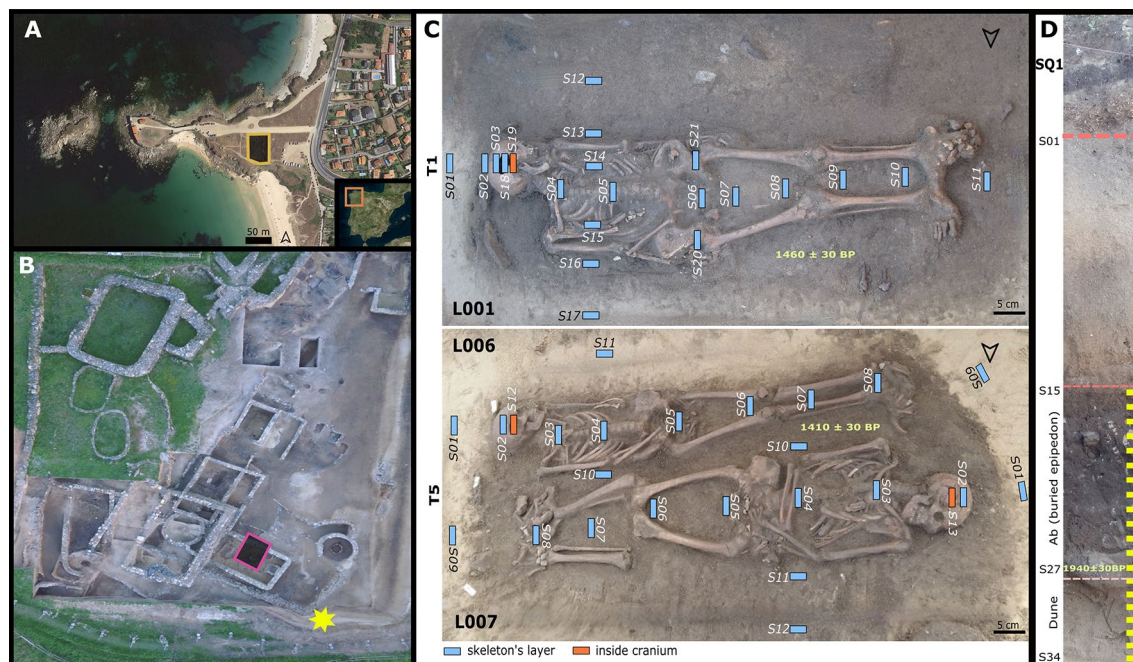 A
50 m
B
C
T1
S12
S13
S03
S19
S21
S14
S01
S02
S18
S04
S05
S06
S07
S08
S09
S10
S11
S15
S20
S16
1460 ± 30 BP
S17
L001
5 cm
L006
S11
S09
S12
S08
S07
S06
S05
S04
S03
S02
S01
1410 ± 30 BP
T5
S10
S10
S01
S02
S13
S03
S04
S05
S06
S07
S08
S09
S11
S12
L007
5 cm
skeleton's layer
inside cranium
D
SQ1
S01
S15
Ab (buried epipedon)
S27
1940±30BP
Dune
S34